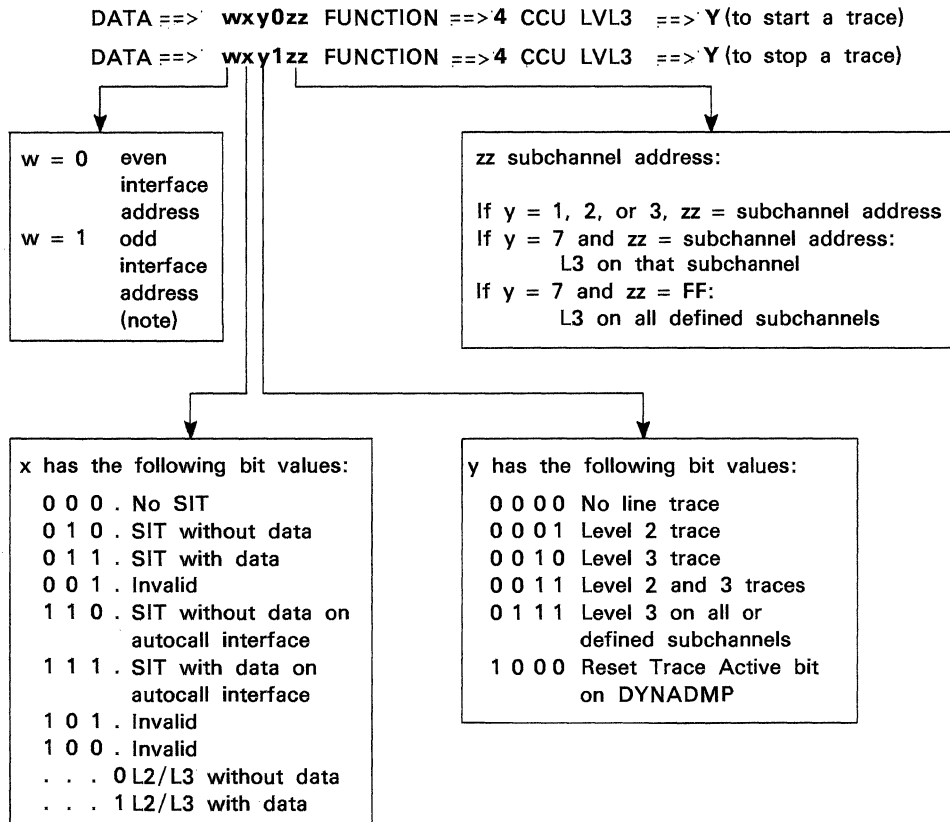 DATA ==> wxy0zz FUNCTION ==>4 CCU LVL3 ==> Y (to start a trace)
DATA ==> wxy1zz FUNCTION ==>4 CCU LVL3 ==> Y (to stop a trace)
w = 0 even
interface
address
w = 1 odd
interface
address
(note)
zz subchannel address:
If y = 1, 2, or 3, zz = subchannel address
If y = 7 and zz = subchannel address:
L3 on that subchannel
If y = 7 and zz = FF:
L3 on all defined subchannels
x has the following bit values:
0 0 0 . No SIT
0 1 0 . SIT without data
0 1 1 . SIT with data
0 0 1 . Invalid
1 1 0 . SIT without data on
autocall interface
1 1 1 . SIT with data on
autocall interface
1 0 1 . Invalid
1 0 0 . Invalid
. . . 0 L2/L3 without data
. . . 1 L2/L3 with data
y has the following bit values:
0 0 0 0 No line trace
0 0 0 1 Level 2 trace
0 0 1 0 Level 3 trace
0 0 1 1 Level 2 and 3 traces
0 1 1 1 Level 3 on all or
defined subchannels
1 0 0 0 Reset Trace Active bit
on DYNADMP